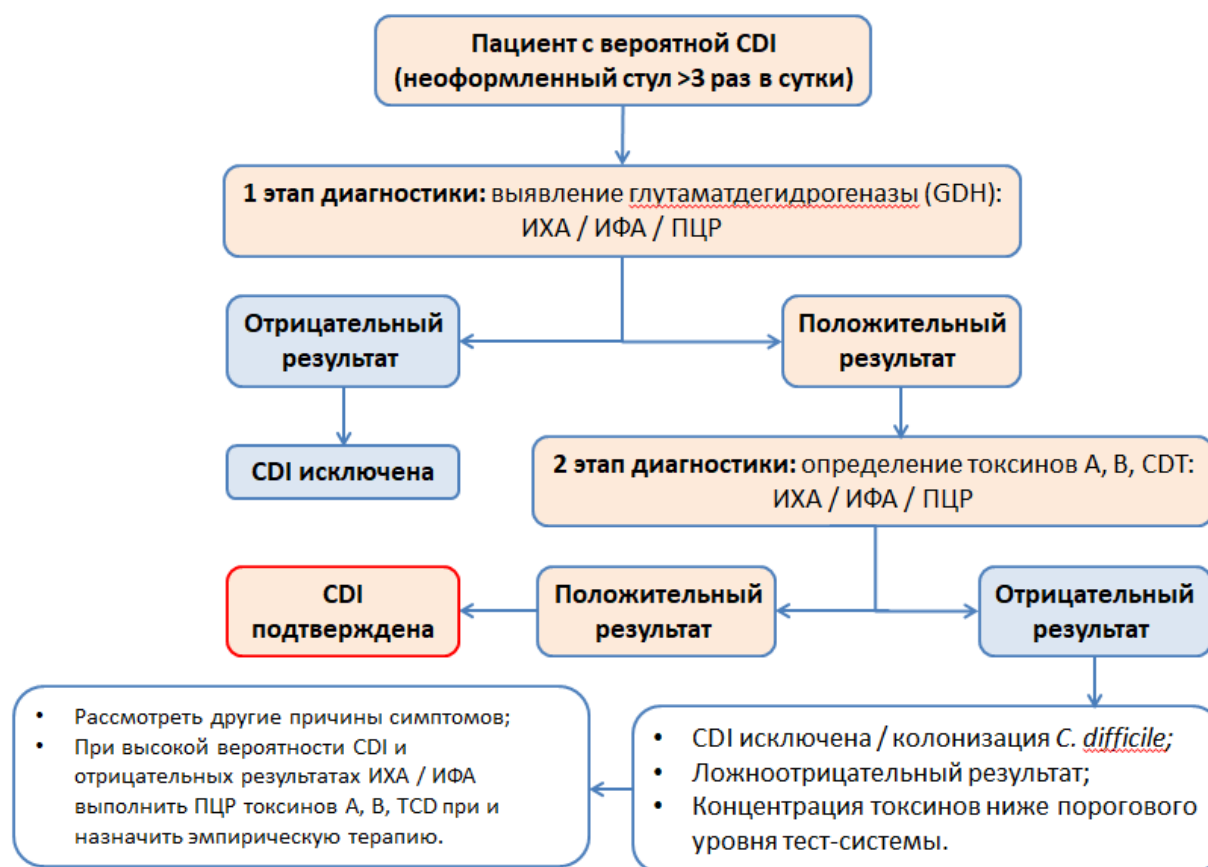 Пациент с вероятной CDI
(неоформленный стул >3 раз в сутки)
1 этап диагностики: выявление глутаматдегидрогеназы (GDH):
ИХА / ИФА / ПЦР
Отрицательный
результат
Положительный
результат
CDI исключена
2 этап диагностики: определение токсинов А, В, CDT:
ИХА / ИФА / ПЦР
CDI
подтверждена
Положительный
результат
Отрицательный
результат
• Рассмотреть другие причины симптомов;
• При высокой вероятности CDI и
отрицательных результатах ИХА / ИФА
выполнить ПЦР токсинов А, В, TCD при и
назначить эмпирическую терапию.
• CDI исключена / колонизация C. difficile;
• Ложноотрицательный результат;
• Концентрация токсинов ниже порогового
уровня тест-системы.